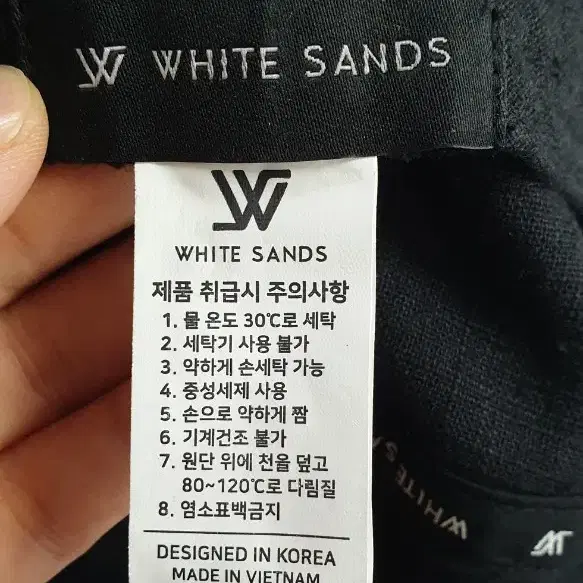 WHITE SANDS
WHITE SANDS
제품 취급시 주의사항
1. 물 온도 30℃로 세탁
2. 세탁기 사용 불가
3. 약하게 손세탁 가능
4. 중성세제 사용
5. 손으로 약하게 짬
6. 기계건조 불가
7. 원단 위에 천을 덮고
80~120℃로 다림질
8. 염소표백금지
DESIGNED IN KOREA
MADE IN VIETNAM
WHITE SA